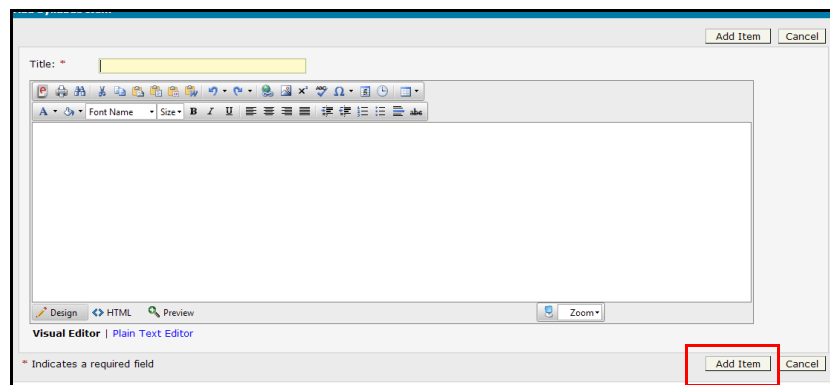 Add Item Cancel
Title: *
A Font Name Size B I U abc
Design HTML Preview Zoom
Visual Editor | Plain Text Editor
* Indicates a required field Add Item Cancel